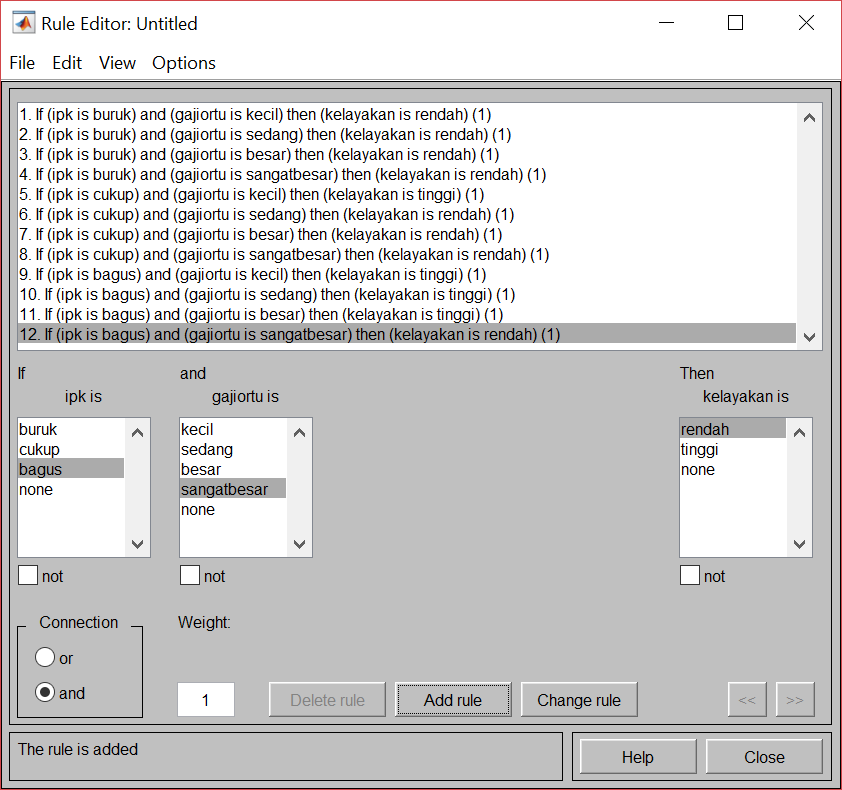 Rule Editor: Untitled
File Edit View Options
1. If (ipk is buruk) and (gajiortu is kecil) then (kelayakan is rendah) (1)
2. If (ipk is buruk) and (gajiortu is sedang) then (kelayakan is rendah) (1)
3. If (ipk is buruk) and (gajiortu is besar) then (kelayakan is rendah) (1)
4. If (ipk is buruk) and (gajiortu is sangatbesar) then (kelayakan is rendah) (1)
5. If (ipk is cukup) and (gajiortu is kecil) then (kelayakan is tinggi) (1)
6. If (ipk is cukup) and (gajiortu is sedang) then (kelayakan is rendah) (1)
7. If (ipk is cukup) and (gajiortu is besar) then (kelayakan is rendah) (1)
8. If (ipk is cukup) and (gajiortu is sangatbesar) then (kelayakan is rendah) (1)
9. If (ipk is bagus) and (gajiortu is kecil) then (kelayakan is tinggi) (1)
10. If (ipk is bagus) and (gajiortu is sedang) then (kelayakan is tinggi) (1)
11. If (ipk is bagus) and (gajiortu is besar) then (kelayakan is tinggi) (1)
12. If (ipk is bagus) and (gajiortu is sangatbesar) then (kelayakan is rendah) (1)
If
ipk is
buruk
cukup
bagus
none
not
and
gajiortu is
kecil
sedang
besar
sangatbesar
none
not
Then
kelayakan is
rendah
tinggi
none
not
Connection
or
and
Weight:
1
Delete rule
Add rule
Change rule
<<
>>
The rule is added
Help
Close